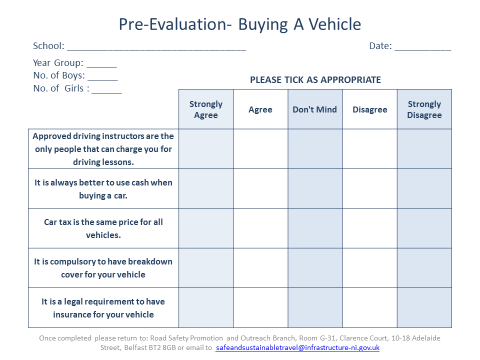 Pre-Evaluation- Buying A Vehicle
School: ___________________________________
Date: ___________
Year Group: ______
No. of Boys: ______
No. of  Girls : ______
PLEASE TICK AS APPROPRIATE
Strongly
Agree
Agree
Don't Mind
Disagree
Strongly
Disagree
Approved driving instructors are the
only people that can charge you for
driving lessons.
It is always better to use cash when
buying a car.
Car tax is the same price for all
vehicles.
It is compulsory to have breakdown
cover for your vehicle
It is a legal requirement to have
insurance for your vehicle
Once completed please return to: Road Safety Promotion and Outreach Branch, Room G-31, Clarence Court, 10-18 Adelaide
Street, Belfast BT2 8GB or email to safeandsustainabletravel@infrastructure-ni.gov.uk